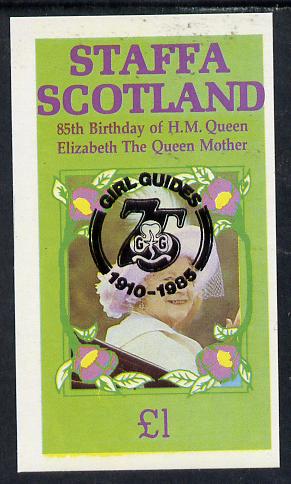 STAFFA
SCOTLAND
85th Birthday of H.M. Queen
Elizabeth The Queen Mother
GIRL GUIDES
75
G G
1910-1985
£1